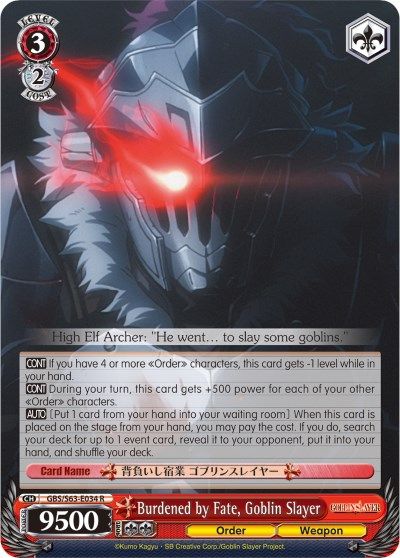 LEVEL
3
2
COST
High Elf Archer: "He went… to slay some goblins."
CONT If you have 4 or more «Order» characters, this card gets -1 level while in
your hand.
CONT During your turn, this card gets +500 power for each of your other
«Order» characters.
AUTO [Put 1 card from your hand into your waiting room] When this card is
placed on the stage from your hand, you may pay the cost. If you do, search
your deck for up to 1 event card, reveal it to your opponent, put it into your
hand, and shuffle your deck.
Card Name 背負いし宿業 ゴブリンスレイヤー
CH GBS/S63-E034 R
Burdened by Fate, Goblin Slayer
GOBLIN SLAYER
POWER
9500
Order Weapon
©Kumo Kagyu・SB Creative Corp./Goblin Slayer Project.